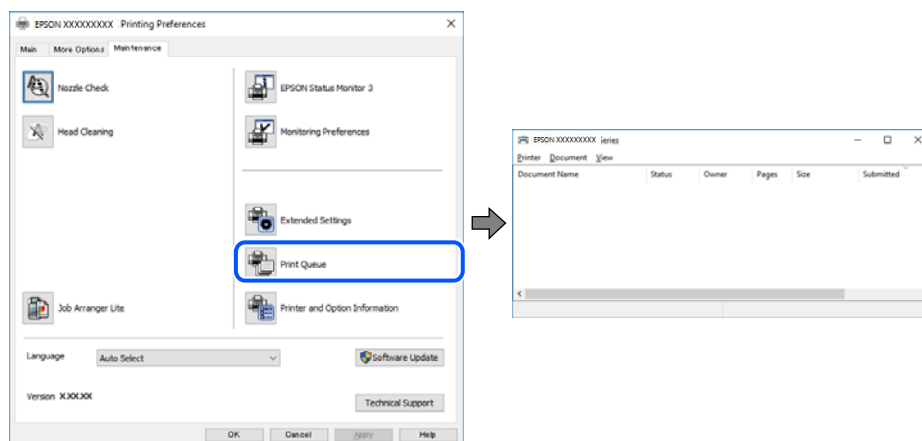 EPSON XXXXXXXXX Printing Preferences
Main More Options Maintenance
Nozzle Check
EPSON Status Monitor 3
Head Cleaning
Monitoring Preferences
Extended Settings
Print Queue
Job Arranger Lite
Printer and Option Information
Language Auto Select
Software Update
Version X.XX.XX
Technical Support
OK Cancel Apply Help
EPSON XXXXXXXXX ieries
Printer Document View
Document Name Status Owner Pages Size Submitted